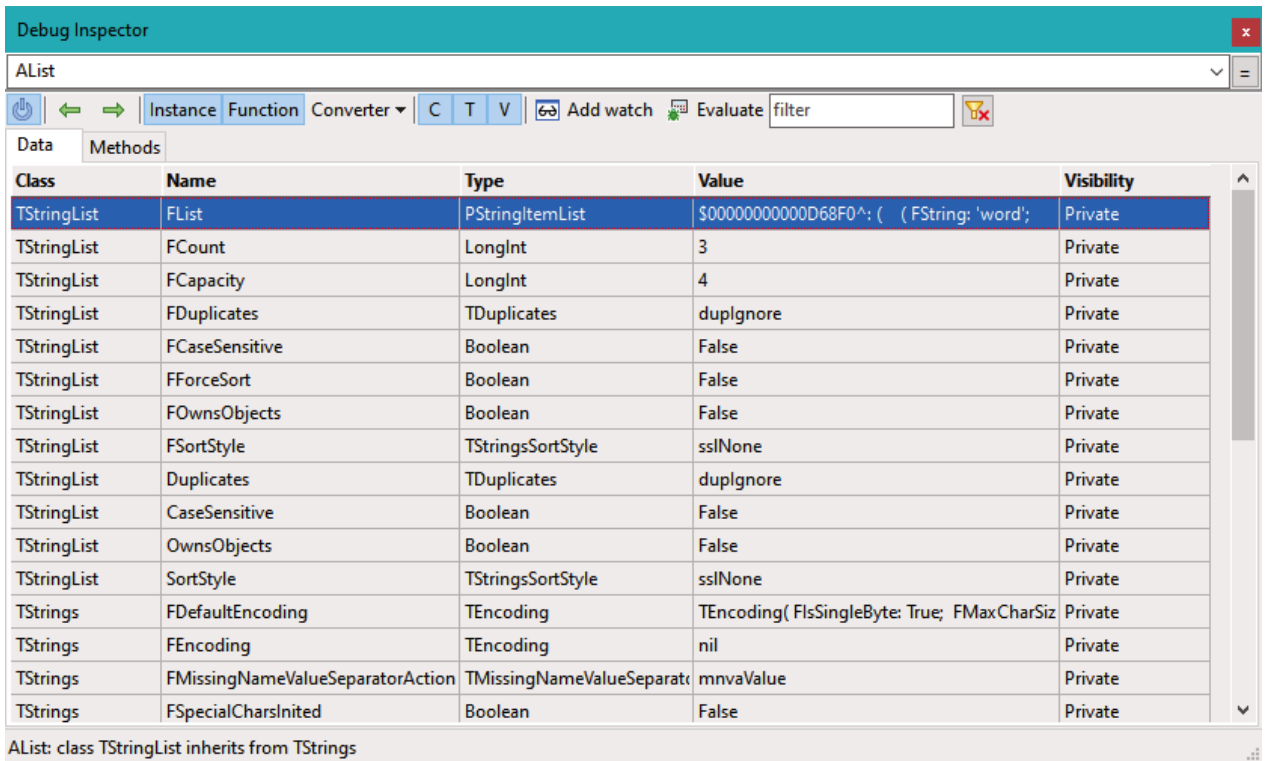 Debug Inspector x
AList =
Instance Function Converter C T V Add watch Evaluate filter
Data Methods
Class Name Type Value Visibility
TStringList FList PStringItemList $00000000000D68F0^: ( ( FString: 'word'; Private
TStringList FCount LongInt 3 Private
TStringList FCapacity LongInt 4 Private
TStringList FDuplicates TDuplicates dupIgnore Private
TStringList FCaseSensitive Boolean False Private
TStringList FForceSort Boolean False Private
TStringList FOwnsObjects Boolean False Private
TStringList FSortStyle TStringsSortStyle sslNone Private
TStringList Duplicates TDuplicates dupIgnore Private
TStringList CaseSensitive Boolean False Private
TStringList OwnsObjects Boolean False Private
TStringList SortStyle TStringsSortStyle sslNone Private
TStrings FDefaultEncoding TEncoding TEncoding( FIsSingleByte: True; FMaxCharSiz Private
TStrings FEncoding TEncoding nil Private
TStrings FMissingNameValueSeparatorAction TMissingNameValueSeparat mnvaValue Private
TStrings FSpecialCharsInited Boolean False Private
AList: class TStringList inherits from TStrings